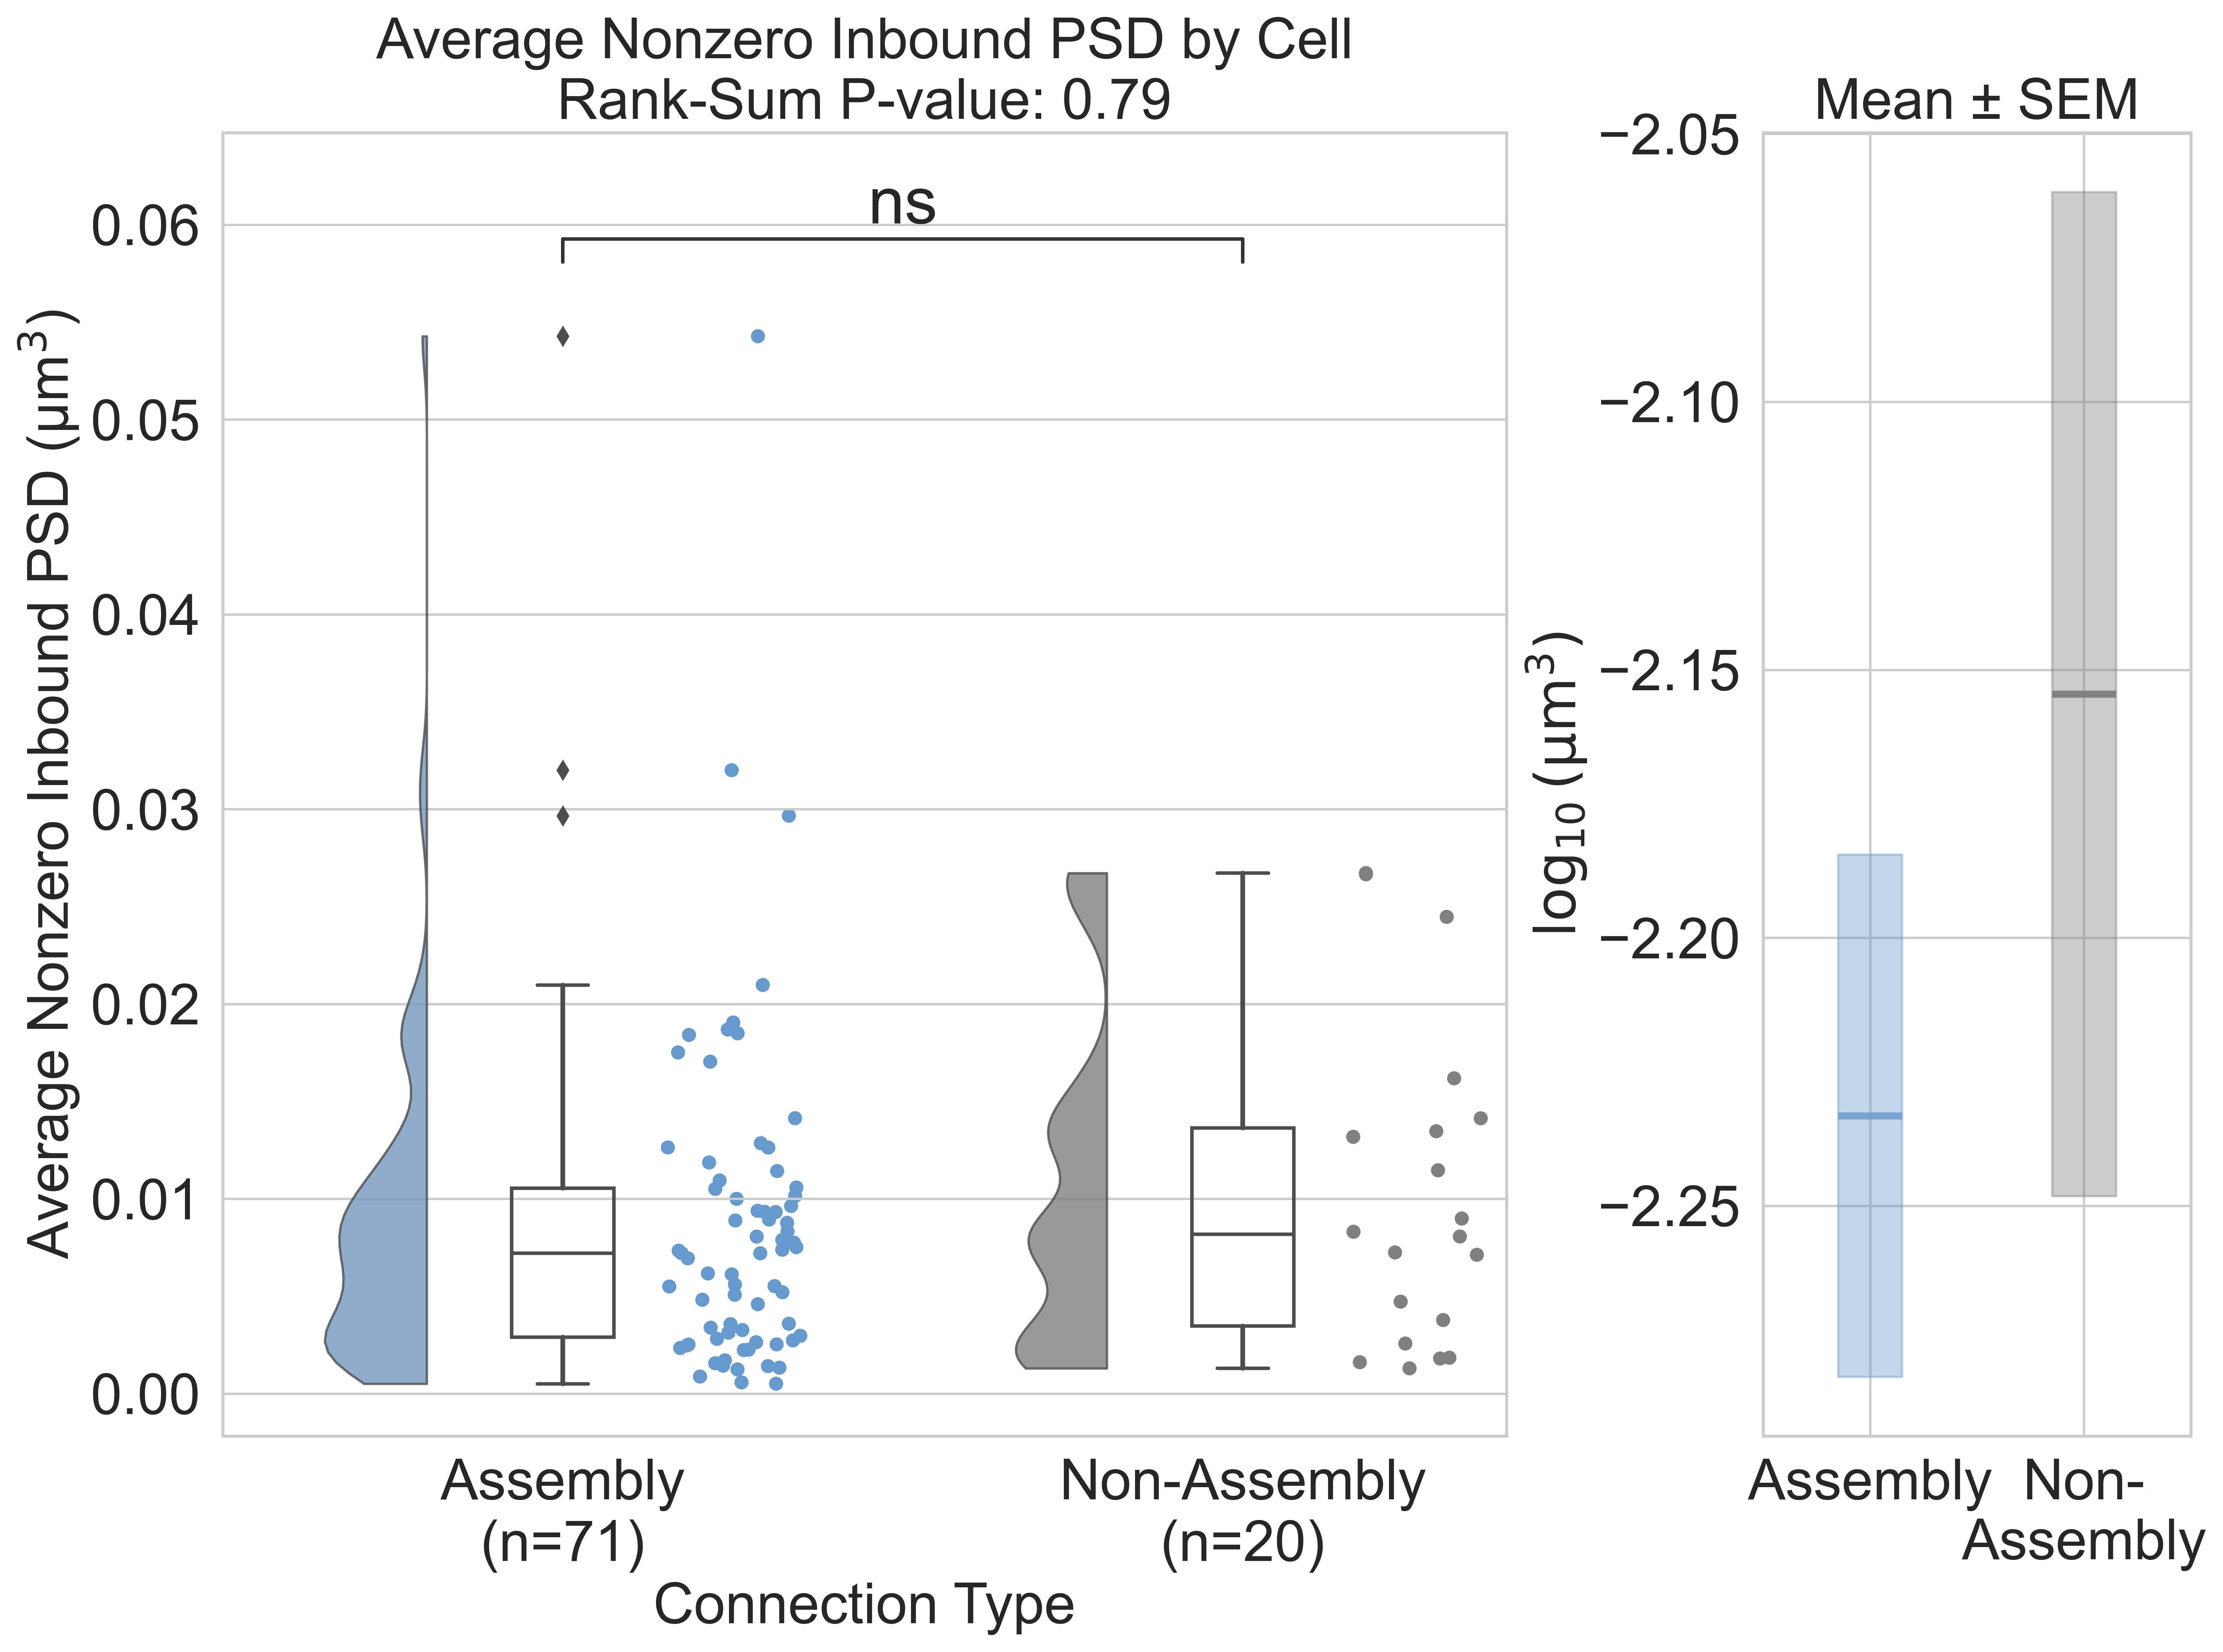 Average Nonzero Inbound PSD by Cell
Rank-Sum P-value: 0.79
ns
Average Nonzero Inbound PSD (µm³)
0.06
0.05
0.04
0.03
0.02
0.01
0.00
Assembly
(n=71)
Non-Assembly
(n=20)
Connection Type
Mean ± SEM
log₁₀ (µm³)
−2.05
−2.10
−2.15
−2.20
−2.25
Assembly
Non-
Assembly